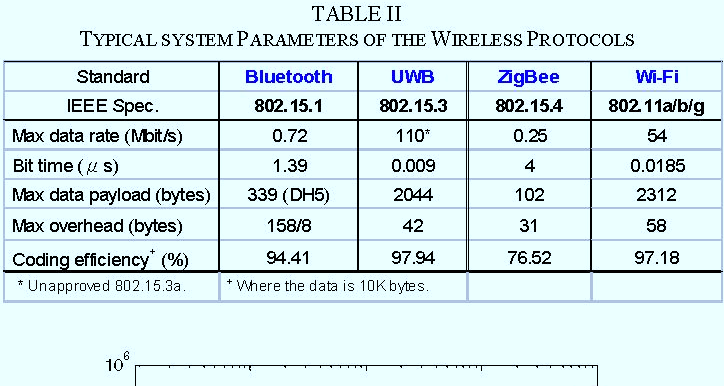 TABLE II
TYPICAL SYSTEM PARAMETERS OF THE WIRELESS PROTOCOLS
Standard Bluetooth UWB ZigBee Wi-Fi
IEEE Spec. 802.15.1 802.15.3 802.15.4 802.11a/b/g
Max data rate (Mbit/s) 0.72 110* 0.25 54
Bit time (μs) 1.39 0.009 4 0.0185
Max data payload (bytes) 339 (DH5) 2044 102 2312
Max overhead (bytes) 158/8 42 31 58
Coding efficiency+ (%) 94.41 97.94 76.52 97.18
* Unapproved 802.15.3a. + Where the data is 10K bytes.
10^6